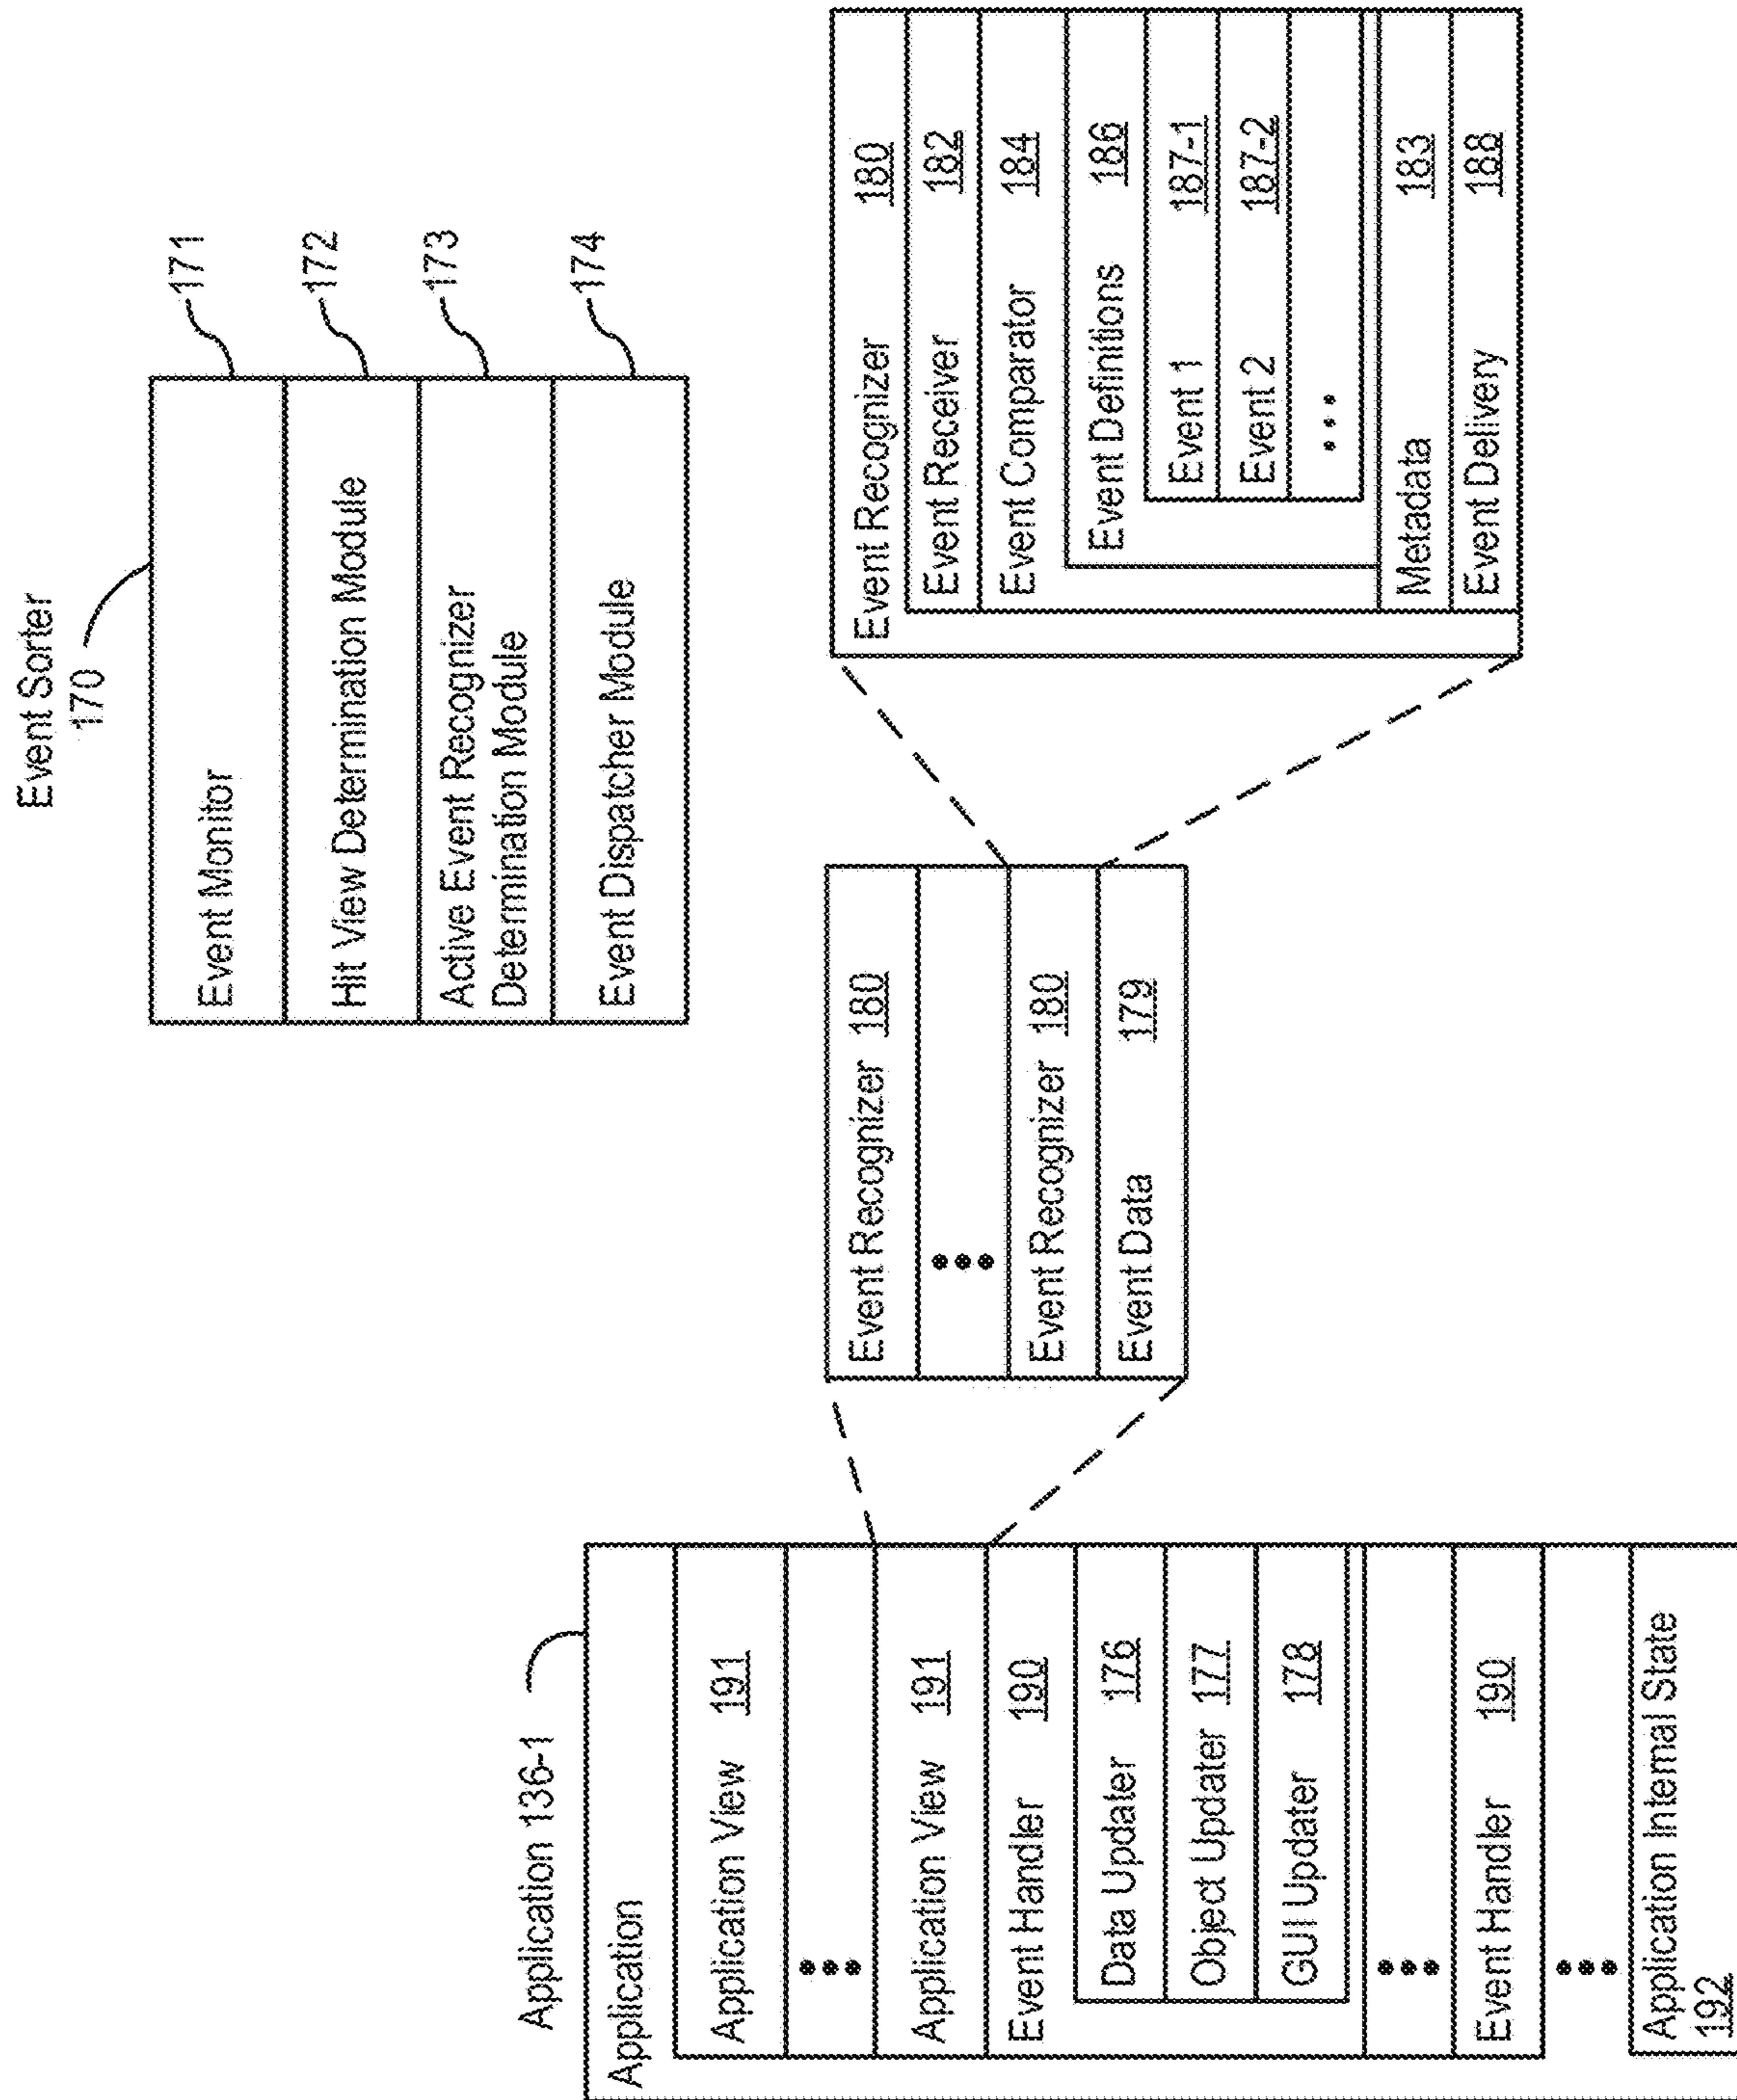 Event Sorter
170
Event Monitor
171
Hit View Determination Module
172
Active Event Recognizer
Determination Module
173
Event Dispatcher Module
174
Application 136-1
Application
Application View 191
•••
Application View 191
Event Handler 190
Data Updater 176
Object Updater 177
GUI Updater 178
•••
Event Handler 190
•••
Application Internal State
192
Event Recognizer 180
•••
Event Recognizer 180
Event Data 179
Event Recognizer 180
Event Receiver 182
Event Comparator 184
Event Definitions 186
Event 1 187-1
Event 2 187-2
•••
Metadata 183
Event Delivery 188